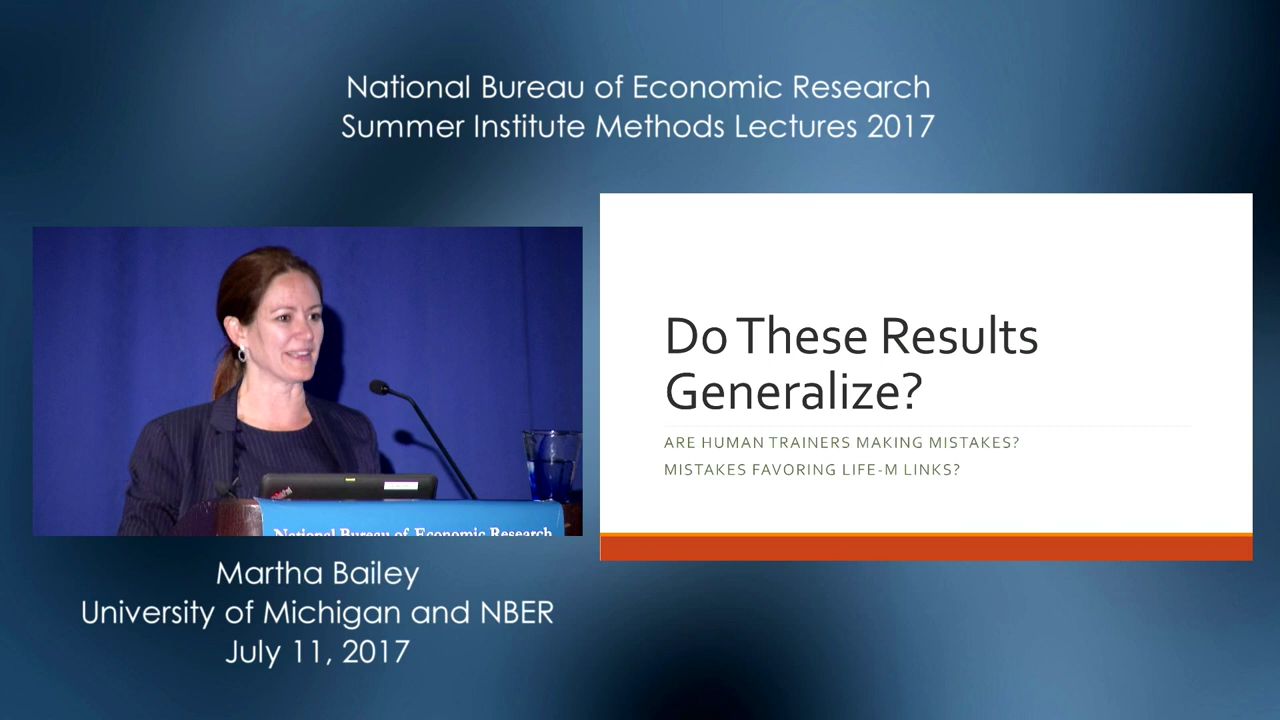 National Bureau of Economic Research
Summer Institute Methods Lectures 2017
Do These Results
Generalize?
ARE HUMAN TRAINERS MAKING MISTAKES?
MISTAKES FAVORING LIFE-M LINKS?
National Bureau of Economic Research
Martha Bailey
University of Michigan and NBER
July 11, 2017